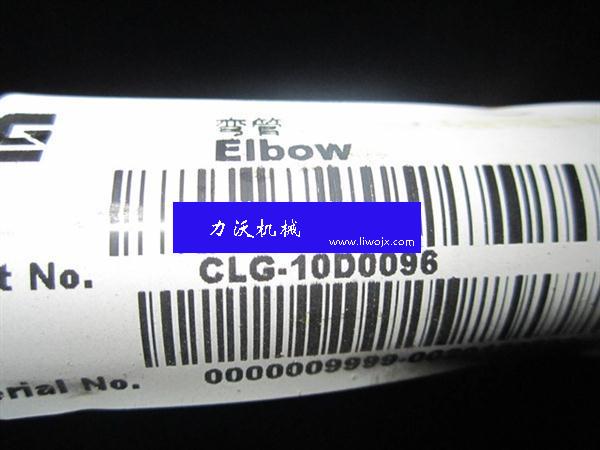 弯管
Elbow
力沃机械
www.liwojx.com
t No.
CLG-10D0096
erial No.
0000009999-00